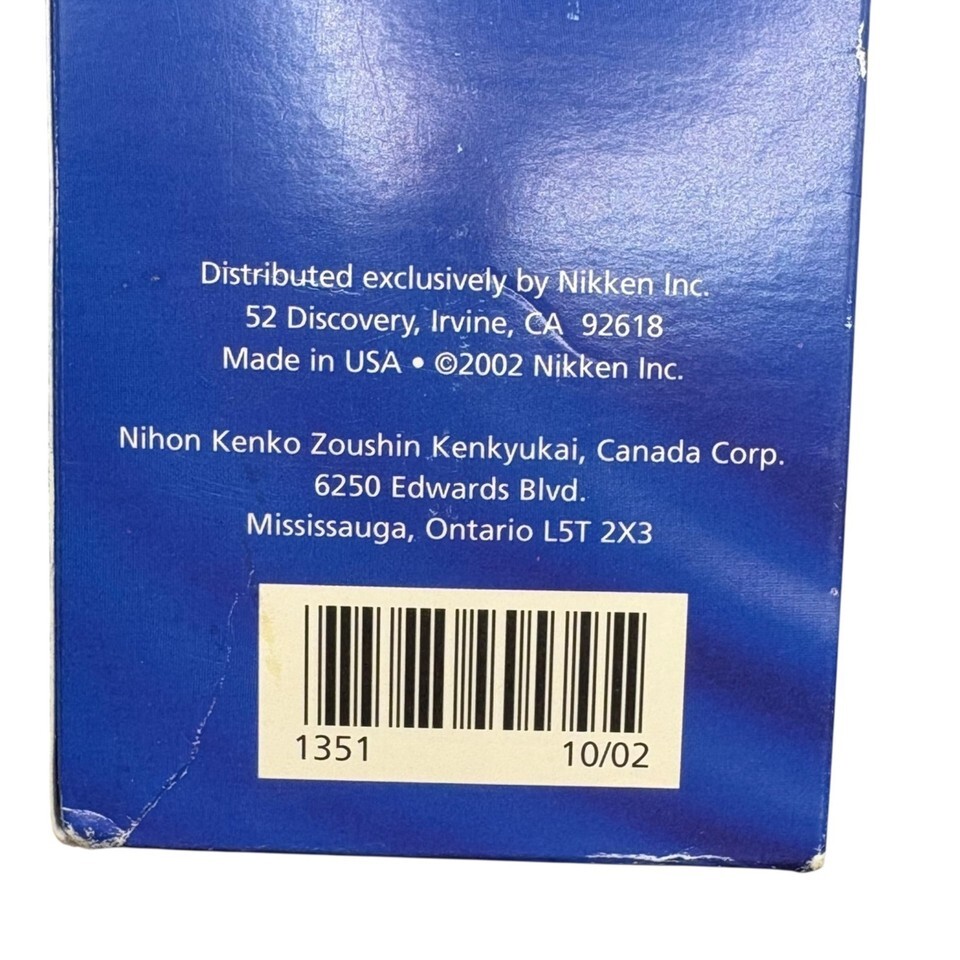 Distributed exclusively by Nikken Inc.
52 Discovery, Irvine, CA 92618
Made in USA • ©2002 Nikken Inc.
Nihon Kenko Zoushin Kenkyukai, Canada Corp.
6250 Edwards Blvd.
Mississauga, Ontario L5T 2X3
1351 10/02